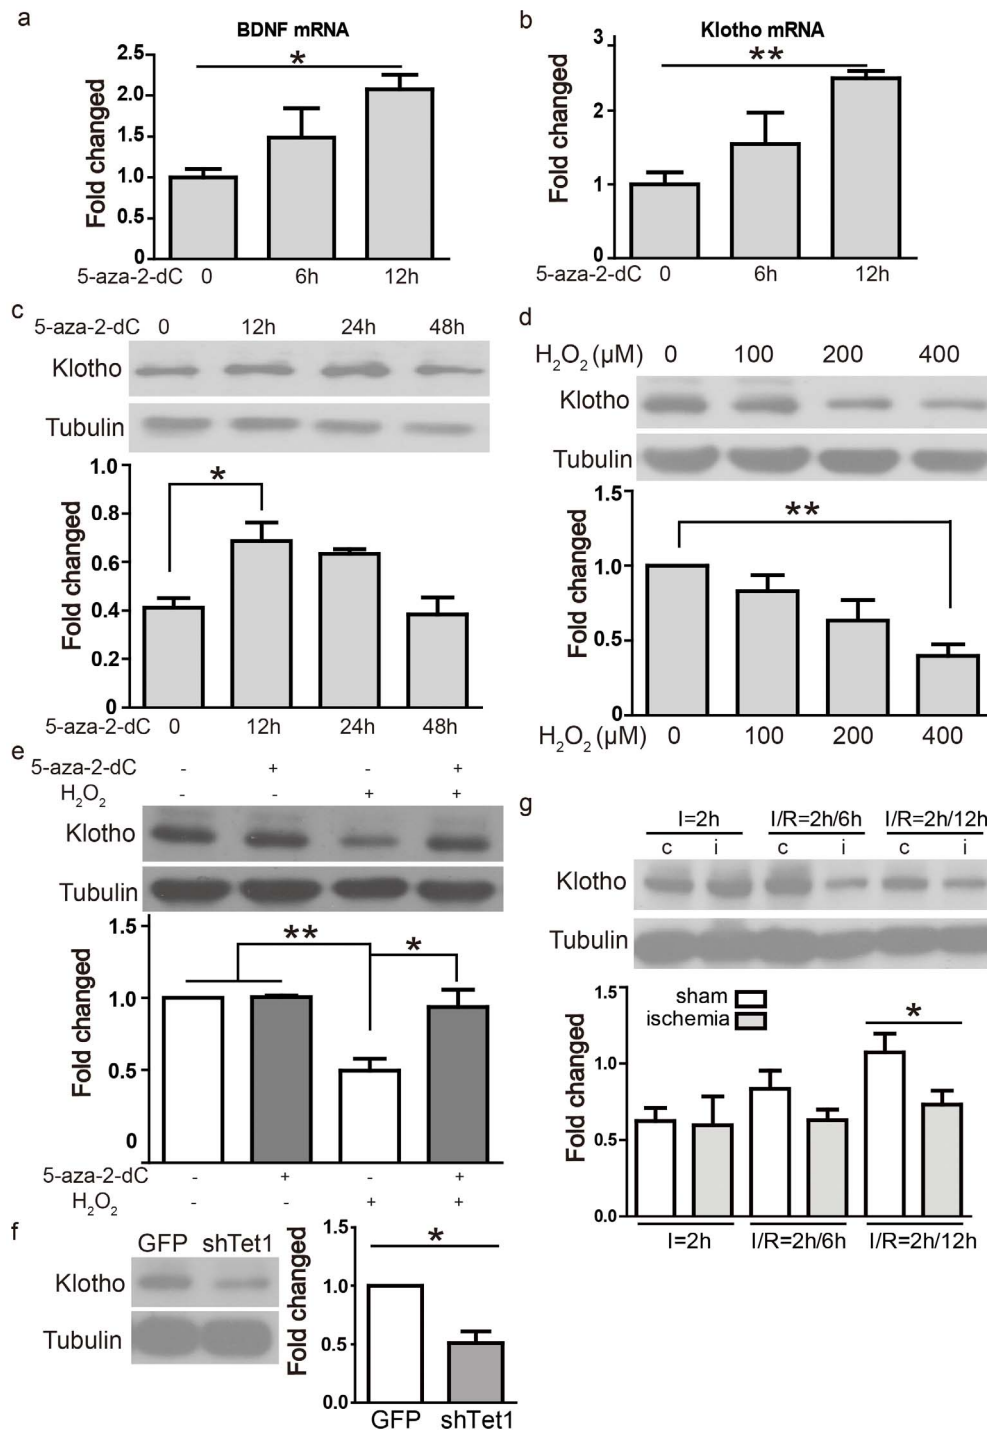 a
BDNF mRNA
Fold changed
2.5
2.0
1.5
1.0
0.5
0
*
5-aza-2-dC 0 6h 12h
b
Klotho mRNA
Fold changed
3
2
1
0
**
5-aza-2-dC 0 6h 12h
c
5-aza-2-dC 0 12h 24h 48h
Klotho
Tubulin
Fold changed
1.0
0.8
0.6
0.4
0.2
0
*
5-aza-2-dC 0 12h 24h 48h
d
H₂O₂ (µM) 0 100 200 400
Klotho
Tubulin
Fold changed
1.5
1.0
0.5
0
**
H₂O₂ (µM) 0 100 200 400
e
5-aza-2-dC - + - +
H₂O₂ - - + +
Klotho
Tubulin
Fold changed
1.5
1.0
0.5
0
** *
5-aza-2-dC - + - +
H₂O₂ - - + +
f
GFP shTet1
Klotho
Tubulin
Fold changed
1.5
1.0
0.5
0.0
*
GFP shTet1
g
I=2h I/R=2h/6h I/R=2h/12h
c i c i c i
Klotho
Tubulin
Fold changed
1.5
1.0
0.5
0.0
sham
ischemia
*
I=2h I/R=2h/6h I/R=2h/12h